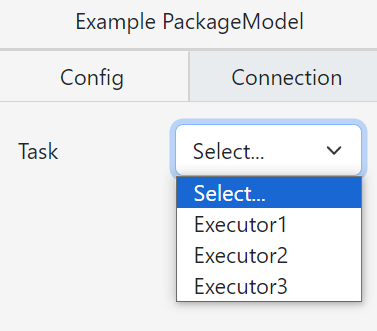 Example PackageModel
Config Connection
Task Select...
Select...
Executor1
Executor2
Executor3